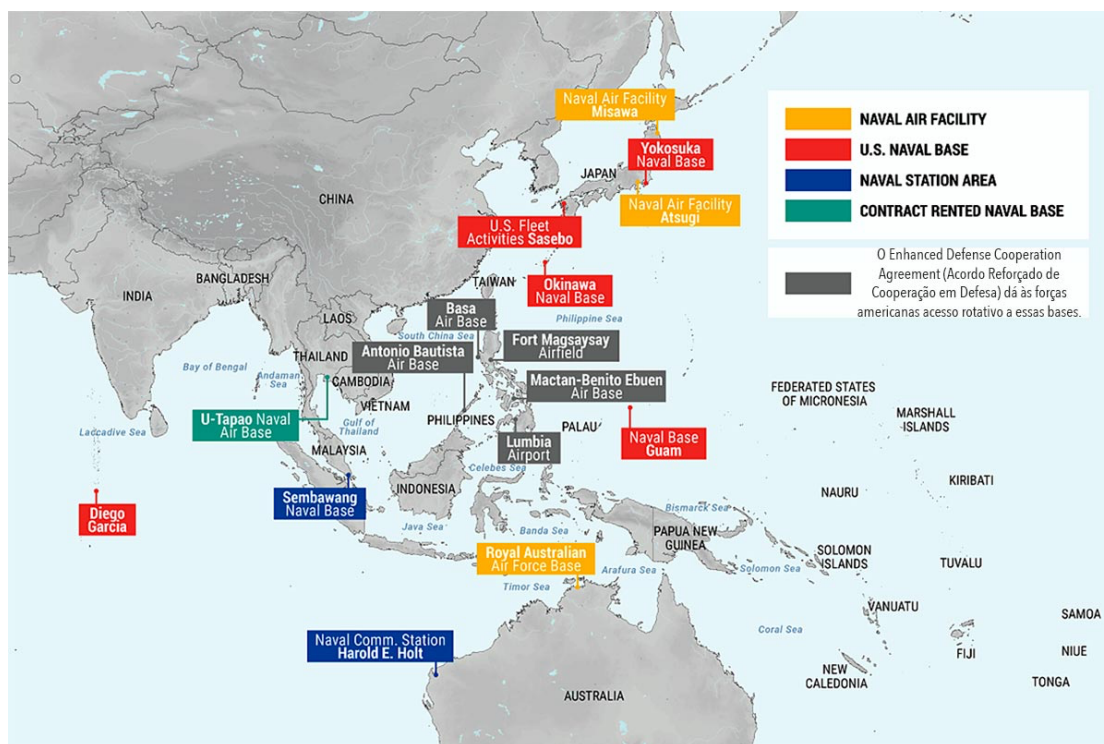 Naval Air Facility
Misawa
Yokosuka
Naval Base
JAPAN
Naval Air Facility
Atsugi
CHINA
U.S. Fleet
Activities Sasebo
Okinawa
Naval Base
TAIWAN
BANGLADESH
INDIA
Basa
Air Base
Philippine Sea
LAOS
South China Sea
Fort Magsaysay
Airfield
Antonio Bautista
Air Base
THAILAND
Bay of Bengal
Andaman
Sea
CAMBODIA
Mactan-Benito Ebuen
Air Base
VIETNAM
U-Tapao Naval
Air Base
Gulf of
Thailand
PHILIPPINES
PALAU
Laccadive Sea
Lumbia
Airport
Naval Base
Guam
MALAYSIA
Celebes Sea
INDONESIA
Sembawang
Naval Base
Diego
Garcia
Java Sea
Banda Sea
Bismarck Sea
PAPUA NEW
GUINEA
Royal Australian
Air Force Base
Arafura Sea
Solomon Sea
Timor Sea
Coral Sea
Naval Comm. Station
Harold E. Holt
AUSTRALIA
FEDERATED STATES
OF MICRONESIA
MARSHALL
ISLANDS
NAURU
KIRIBATI
SOLOMON
ISLANDS
TUVALU
VANUATU
SAMOA
FIJI
NIUE
NEW
CALEDONIA
TONGA
NAVAL AIR FACILITY
U.S. NAVAL BASE
NAVAL STATION AREA
CONTRACT RENTED NAVAL BASE
O Enhanced Defense Cooperation
Agreement (Acordo Reforçado de
Cooperação em Defesa) dá às forças
americanas acesso rotativo a essas bases.